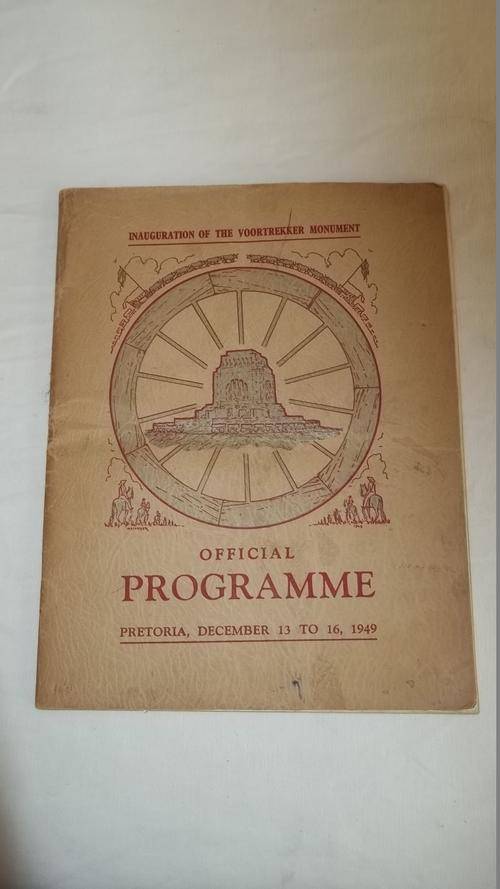 INAUGURATION OF THE VOORTREKKER MONUMENT
OFFICIAL
PROGRAMME
PRETORIA, DECEMBER 13 TO 16, 1949